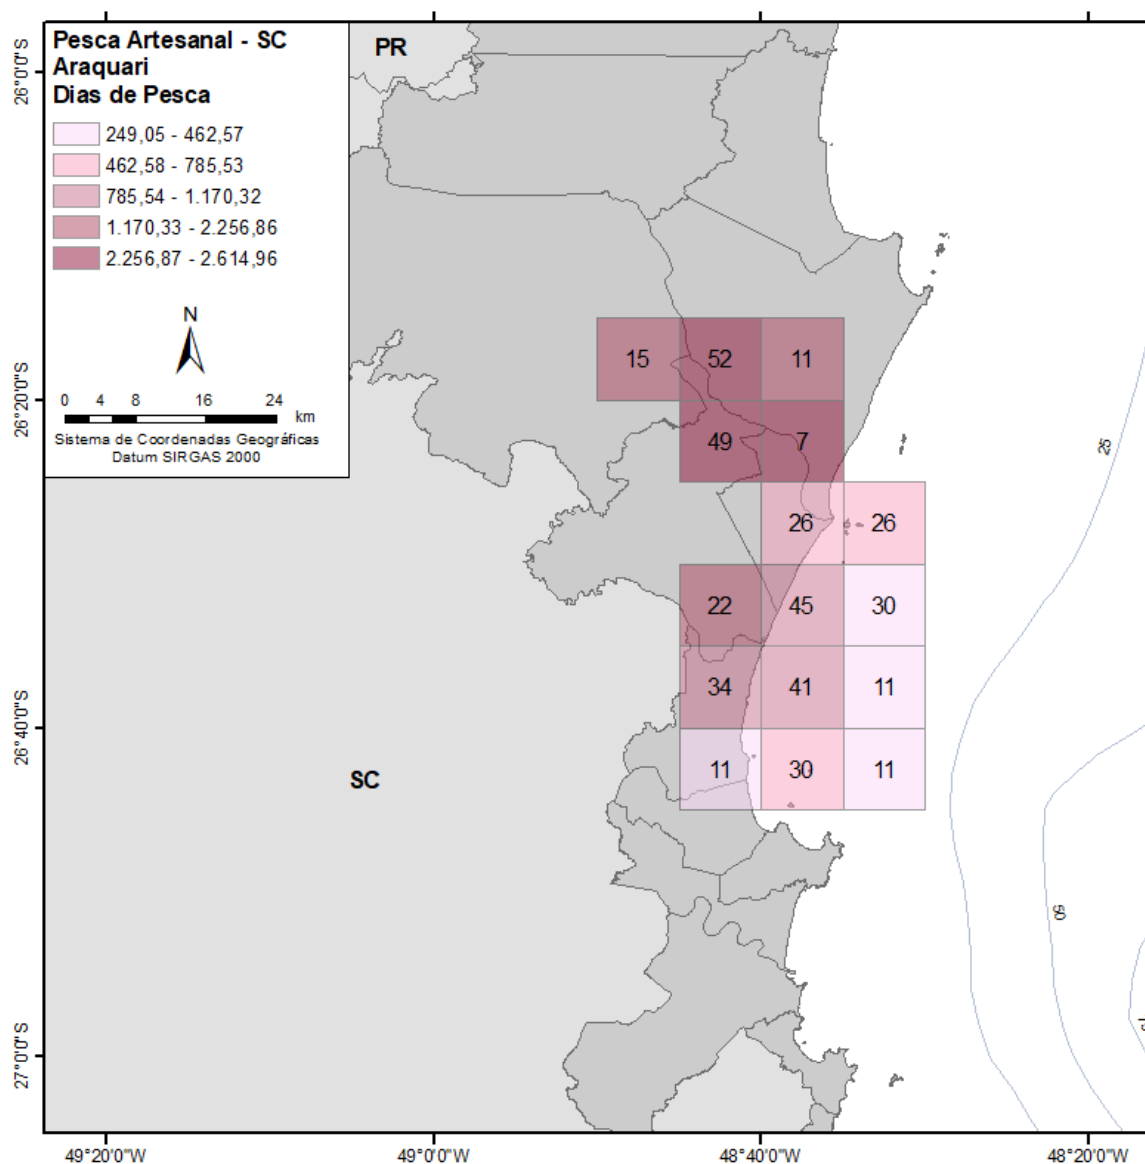 Pesca Artesanal - SC
Araquari
Dias de Pesca
249,05 - 462,57
462,58 - 785,53
785,54 - 1.170,32
1.170,33 - 2.256,86
2.256,87 - 2.614,96
N
0 4 8 16 24
km
Sistema de Coordenadas Geográficas
Datum SIRGAS 2000
PR
SC
15 52 11
49 7
26 26
22 45 30
34 41 11
11 30 11
25
50
26°0'0"S
26°20'0"S
26°40'0"S
27°0'0"S
49°20'0"W 49°0'0"W 48°40'0"W 48°20'0"W